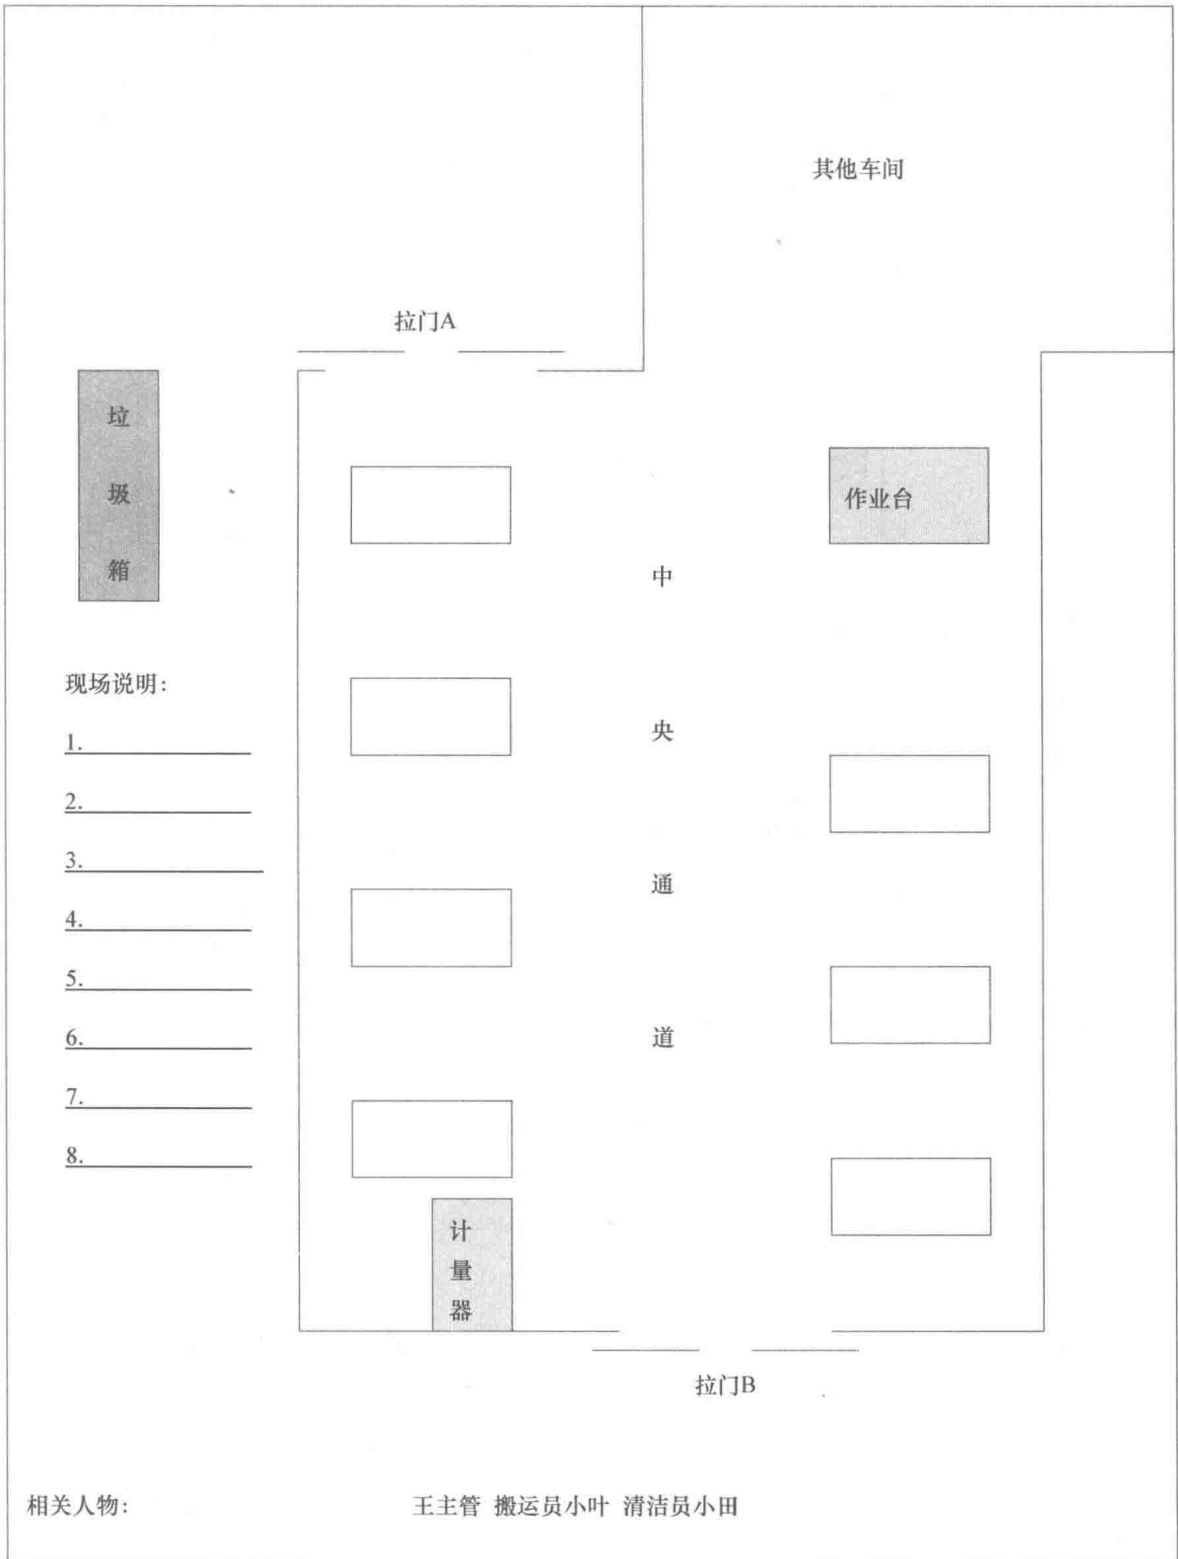 其他车间
拉门A
垃圾箱
作业台
中央通道
现场说明:
1.
2.
3.
4.
5.
6.
7.
8.
计量器
拉门B
相关人物: 王主管 搬运员小叶 清洁员小田